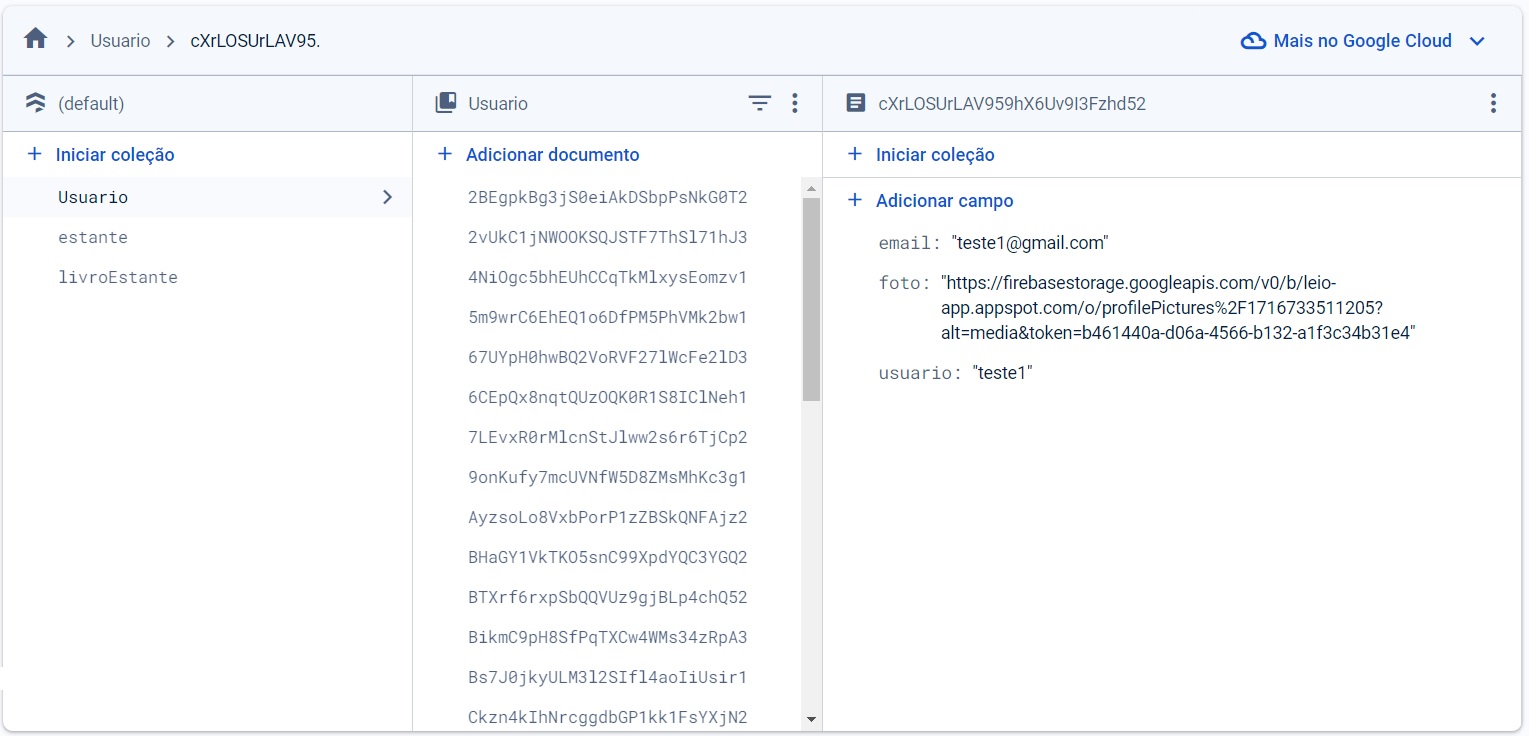 Usuario
cXrLOSUrLAV95.
Mais no Google Cloud
(default)
Usuario
cXrLOSUrLAV959hX6Uv9I3Fzhd52
+ Iniciar coleção
+ Adicionar documento
+ Iniciar coleção
Usuario
estante
livroEstante
2BEgpkBg3jS0eiAkDSbpPsNkG0T2
2vUkC1jNWOOKSQJSTF7ThSl71hJ3
4NiOgc5bhEUhCCqTkMlxysEomzv1
5m9wrC6EhEQ1o6DfPM5PhVMk2bw1
67UYpH0hwBQ2VoRVF27lWcFe2lD3
6CEpQx8nqtQUzOQK0R1S8IClNeh1
7LEvxR0rMlcnStJlww2s6r6TjCp2
9onKufy7mcUVNfW5D8ZMsMhKc3g1
AyzsoLo8VxbPorP1zZBSkQNFAjz2
BHaGY1VkTKO5snC99XpdYQC3YGQ2
BTXrf6rxpSbQQVUz9gjBLp4chQ52
BikmC9pH8SfPqTXCw4WMs34zRpA3
Bs7J0jkyULM3l2SIfl4aoIiUsir1
Ckzn4kIhNrcggdbGP1kk1FsYXjN2
+ Adicionar campo
email: "teste1@gmail.com"
foto: "https://firebasestorage.googleapis.com/v0/b/leio-
app.appspot.com/o/profilePictures%2F1716733511205?
alt=media&token=b461440a-d06a-4566-b132-a1f3c34b31e4"
usuario: "teste1"